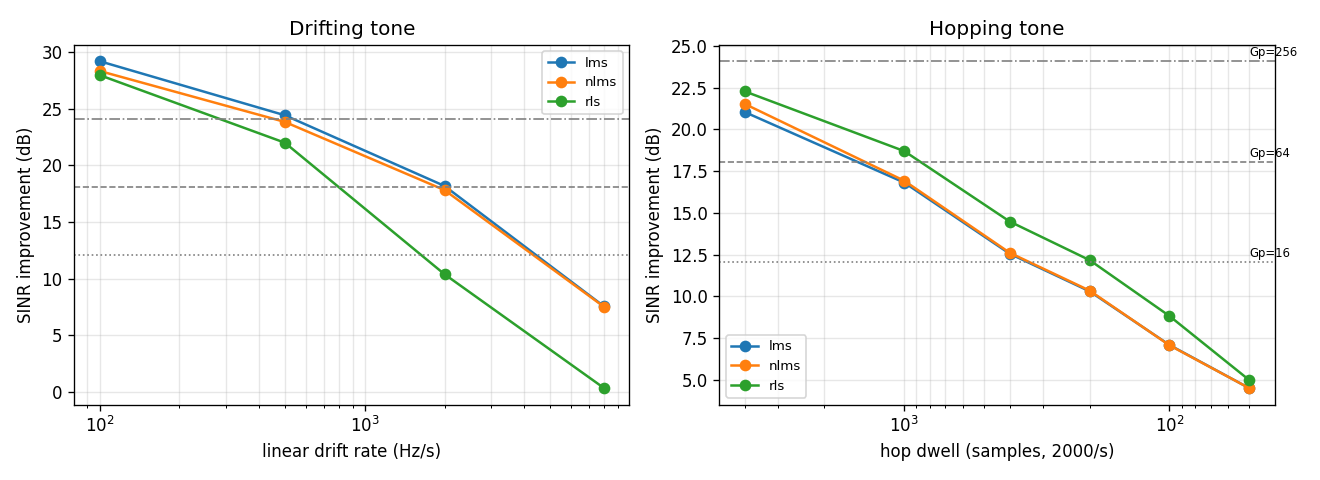 Drifting tone
SINR improvement (dB)
30
25
20
15
10
5
0
lms
nlms
rls
10²
10³
linear drift rate (Hz/s)
Hopping tone
SINR improvement (dB)
25.0
22.5
20.0
17.5
15.0
12.5
10.0
7.5
5.0
Gp=256
Gp=64
Gp=16
lms
nlms
rls
10³
10²
hop dwell (samples, 2000/s)